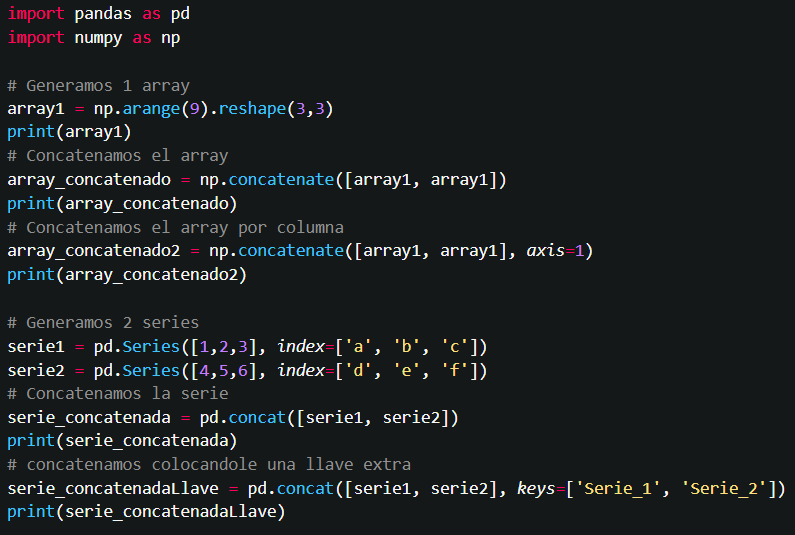 import pandas as pd
import numpy as np
# Generamos 1 array
array1 = np.arange(9).reshape(3,3)
print(array1)
# Concatenamos el array
array_concatenado = np.concatenate([array1, array1])
print(array_concatenado)
# Concatenamos el array por columna
array_concatenado2 = np.concatenate([array1, array1], axis=1)
print(array_concatenado2)
# Generamos 2 series
serie1 = pd.Series([1,2,3], index=['a', 'b', 'c'])
serie2 = pd.Series([4,5,6], index=['d', 'e', 'f'])
# Concatenamos la serie
serie_concatenada = pd.concat([serie1, serie2])
print(serie_concatenada)
# concatenamos colocandole una llave extra
serie_concatenadaLlave = pd.concat([serie1, serie2], keys=['Serie_1', 'Serie_2'])
print(serie_concatenadaLlave)